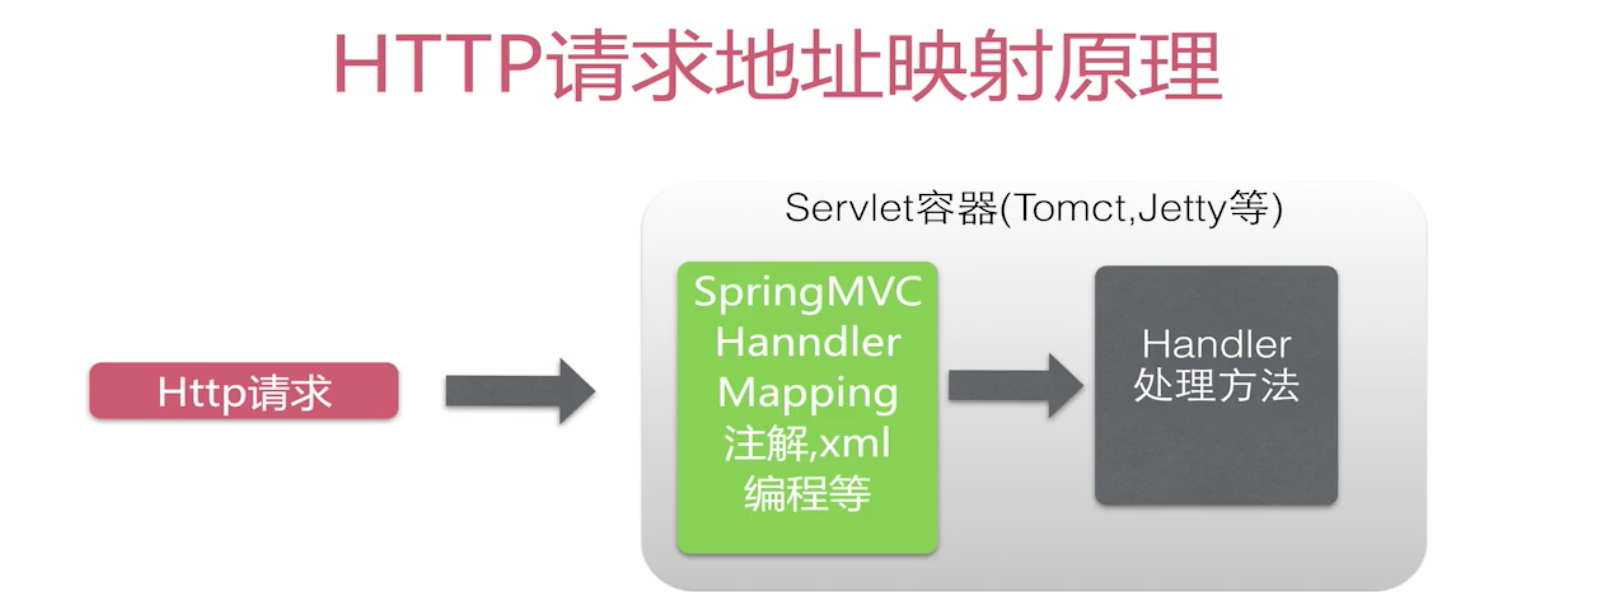 HTTP请求地址映射原理
Servlet容器(Tomct,Jetty等)
Http请求
SpringMVC
Hanndler
Mapping
注解,xml
编程等
Handler
处理方法